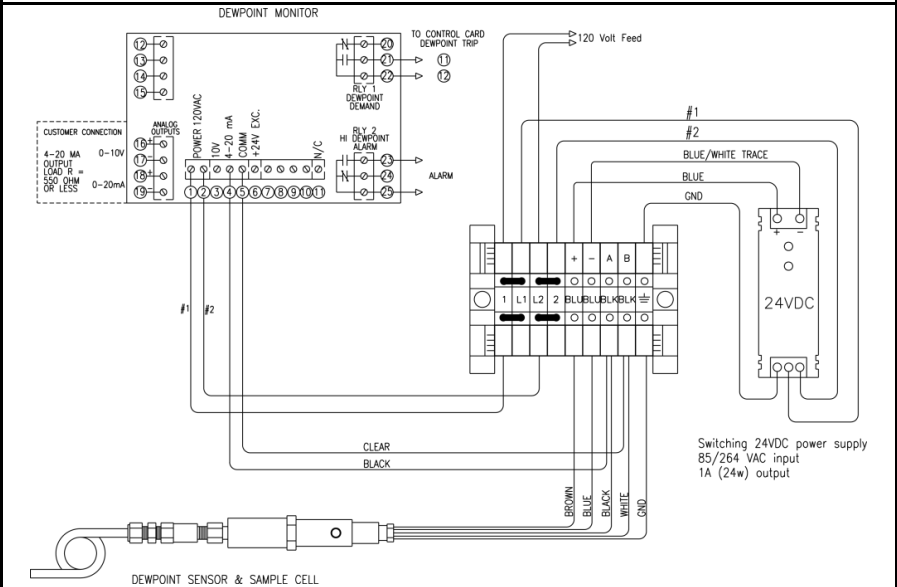 DEWPOINT MONITOR
12
13
14
15
20
21
22
RLY 1
DEWPOINT
DEMAND
TO CONTROL CARD
DEWPOINT TRIP
11
12
120 Volt Feed
CUSTOMER CONNECTION
4-20 MA
OUTPUT
LOAD R =
550 OHM
OR LESS
0-10V
0-20mA
ANALOG
OUTPUTS
16 +
17 -
18 +
19 -
POWER 120VAC
10V
4-20 mA
COMM
+24V EXC.
N/C
1 2 3 4 5 6 7 8 9 10 11
RLY 2
HI DEWPOINT
ALARM
23
24
25
ALARM
#1
#2
BLUE/WHITE TRACE
BLUE
GND
+ - A B
1 L1 L2 2 BLU BLU BLK BLK
+ -
24VDC
#1
#2
CLEAR
BLACK
Switching 24VDC power supply
85/264 VAC input
1A (24w) output
BROWN
BLUE
BLACK
WHITE
GND
DEWPOINT SENSOR & SAMPLE CELL